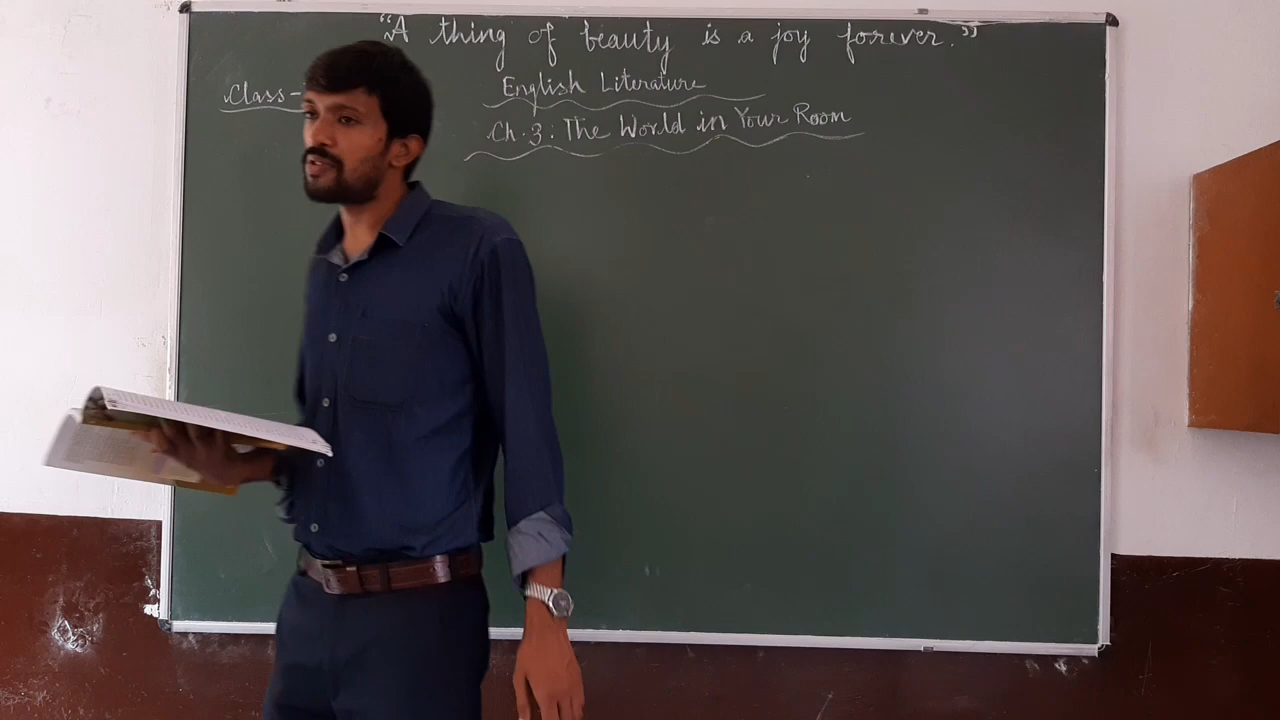 “A thing of beauty is a joy forever.”
English Literature
Class-
Ch. 3: The World in Your Room